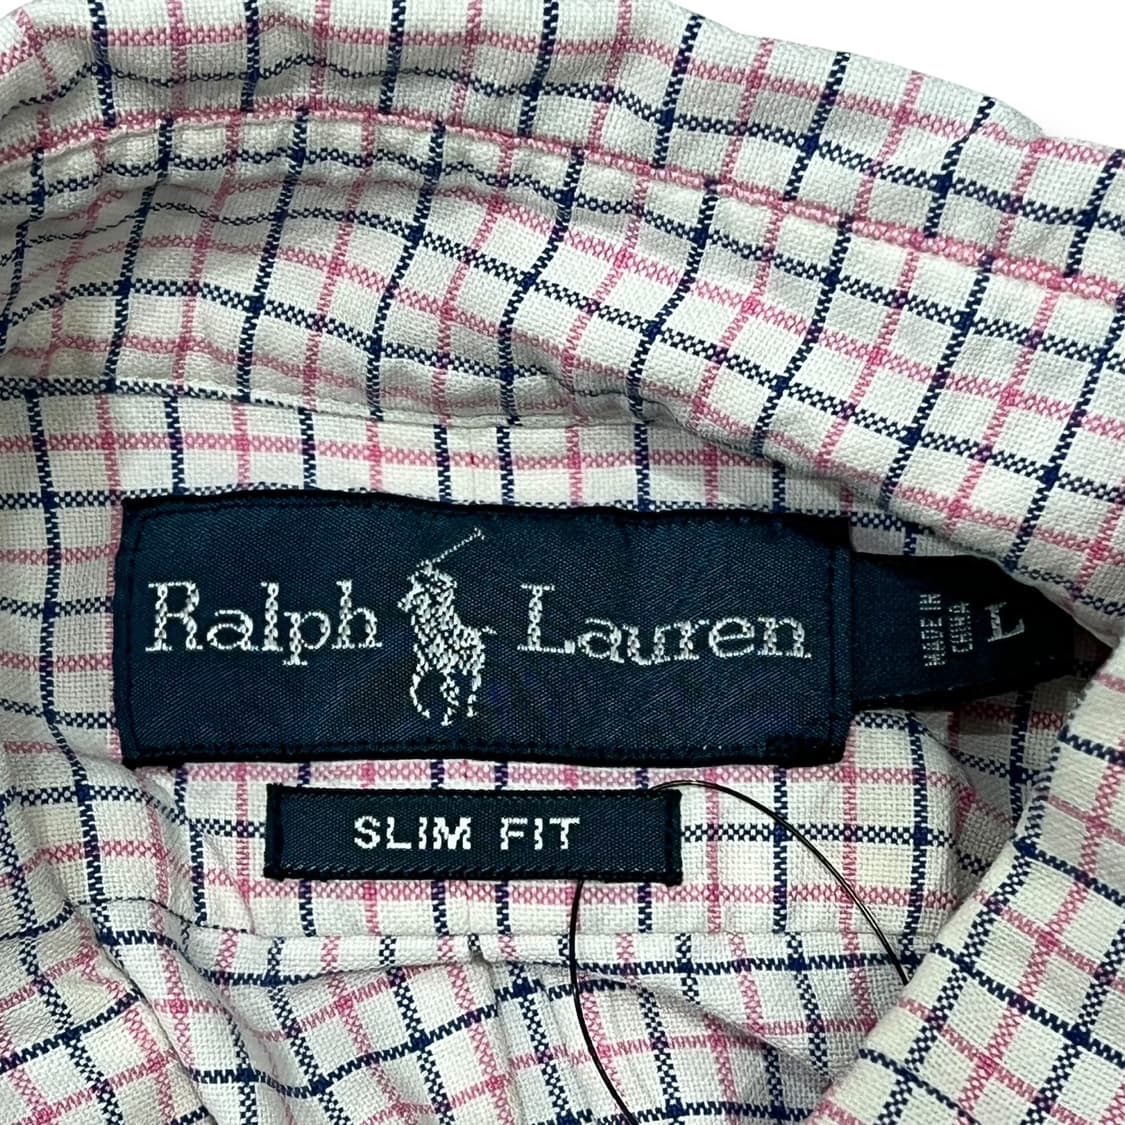 Ralph Lauren
MADE IN
CHINA
L
SLIM FIT